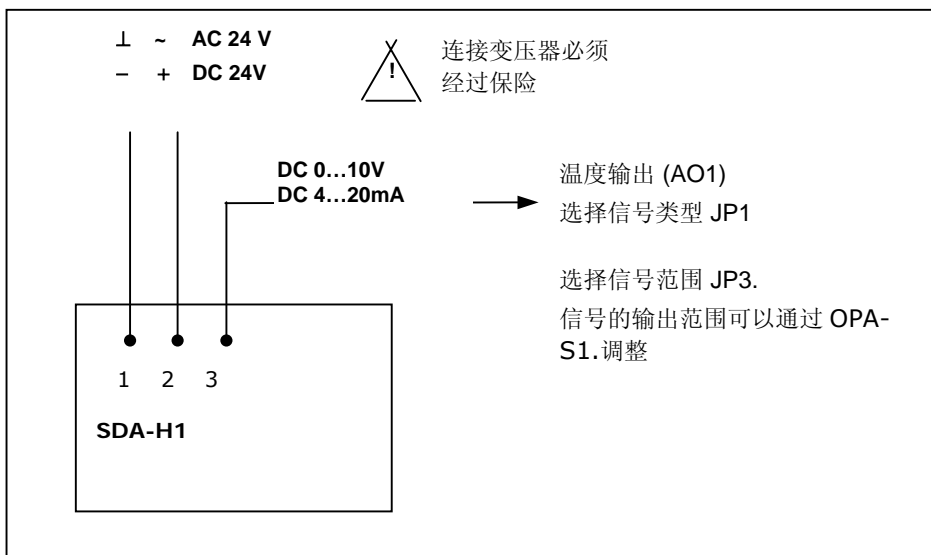 ⊥ ~ AC 24 V
– + DC 24V
!
连接变压器必须
经过保险
DC 0…10V
DC 4…20mA
温度输出 (AO1)
选择信号类型 JP1
选择信号范围 JP3.
信号的输出范围可以通过 OPA-
S1.调整
1 2 3
SDA-H1